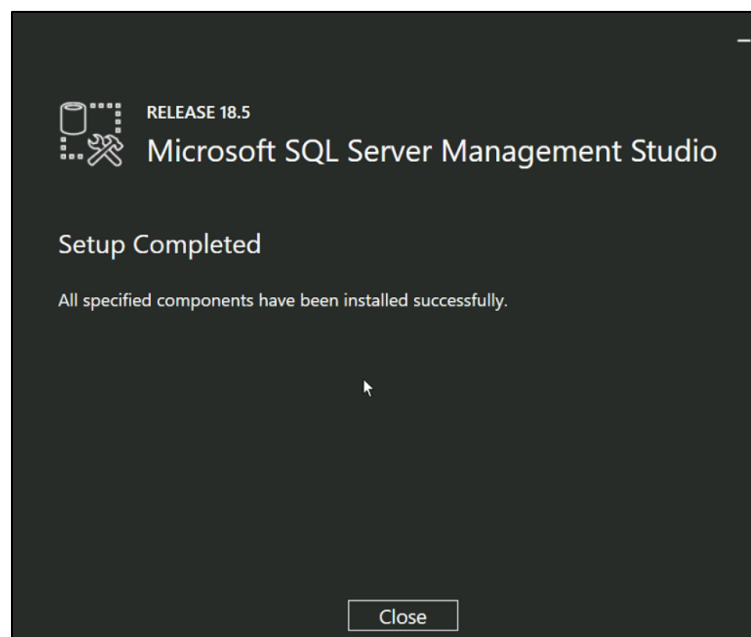 RELEASE 18.5
Microsoft SQL Server Management Studio
Setup Completed
All specified components have been installed successfully.
Close